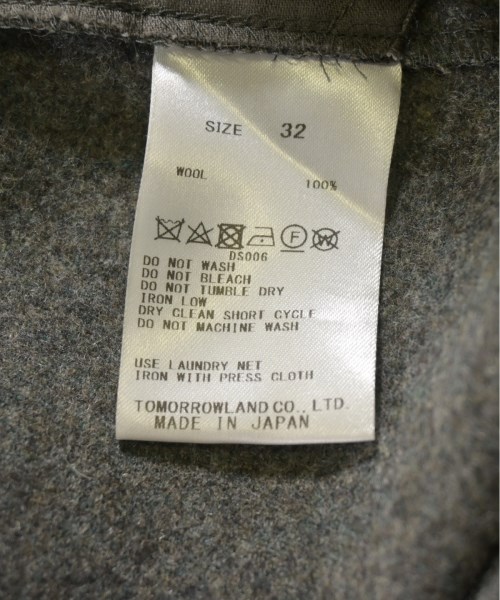 SIZE 32
WOOL 100%
F W
DS006
DO NOT WASH
DO NOT BLEACH
DO NOT TUMBLE DRY
IRON LOW
DRY CLEAN SHORT CYCLE
DO NOT MACHINE WASH
USE LAUNDRY NET
IRON WITH PRESS CLOTH
TOMORROWLAND CO., LTD.
MADE IN JAPAN